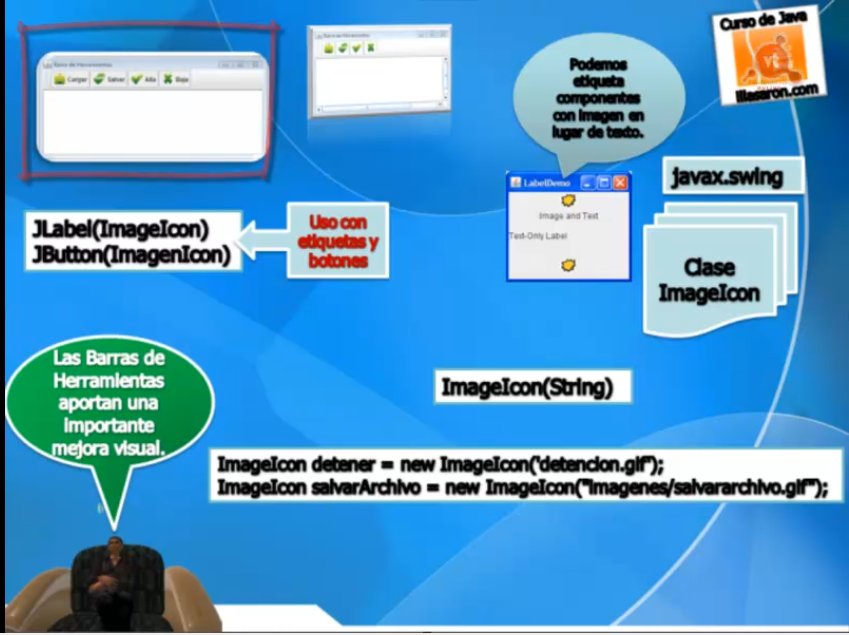 Barra de Herramientas
Cargar Salvar Alta Baja
Barras de Herramientas
Podemos
etiqueta
componentes
con imagen en
lugar de texto.
Curso de Java
illasaron.com
LabelDemo
Image and Text
Text-Only Label
javax.swing
Clase
ImageIcon
JLabel(ImageIcon)
JButton(ImagenIcon)
Uso con
etiquetas y
botones
Las Barras de
Herramientas
aportan una
importante
mejora visual.
ImageIcon(String)
ImageIcon detener = new ImageIcon("detencion.gif");
ImageIcon salvarArchivo = new ImageIcon("imagenes/salvararchivo.gif");